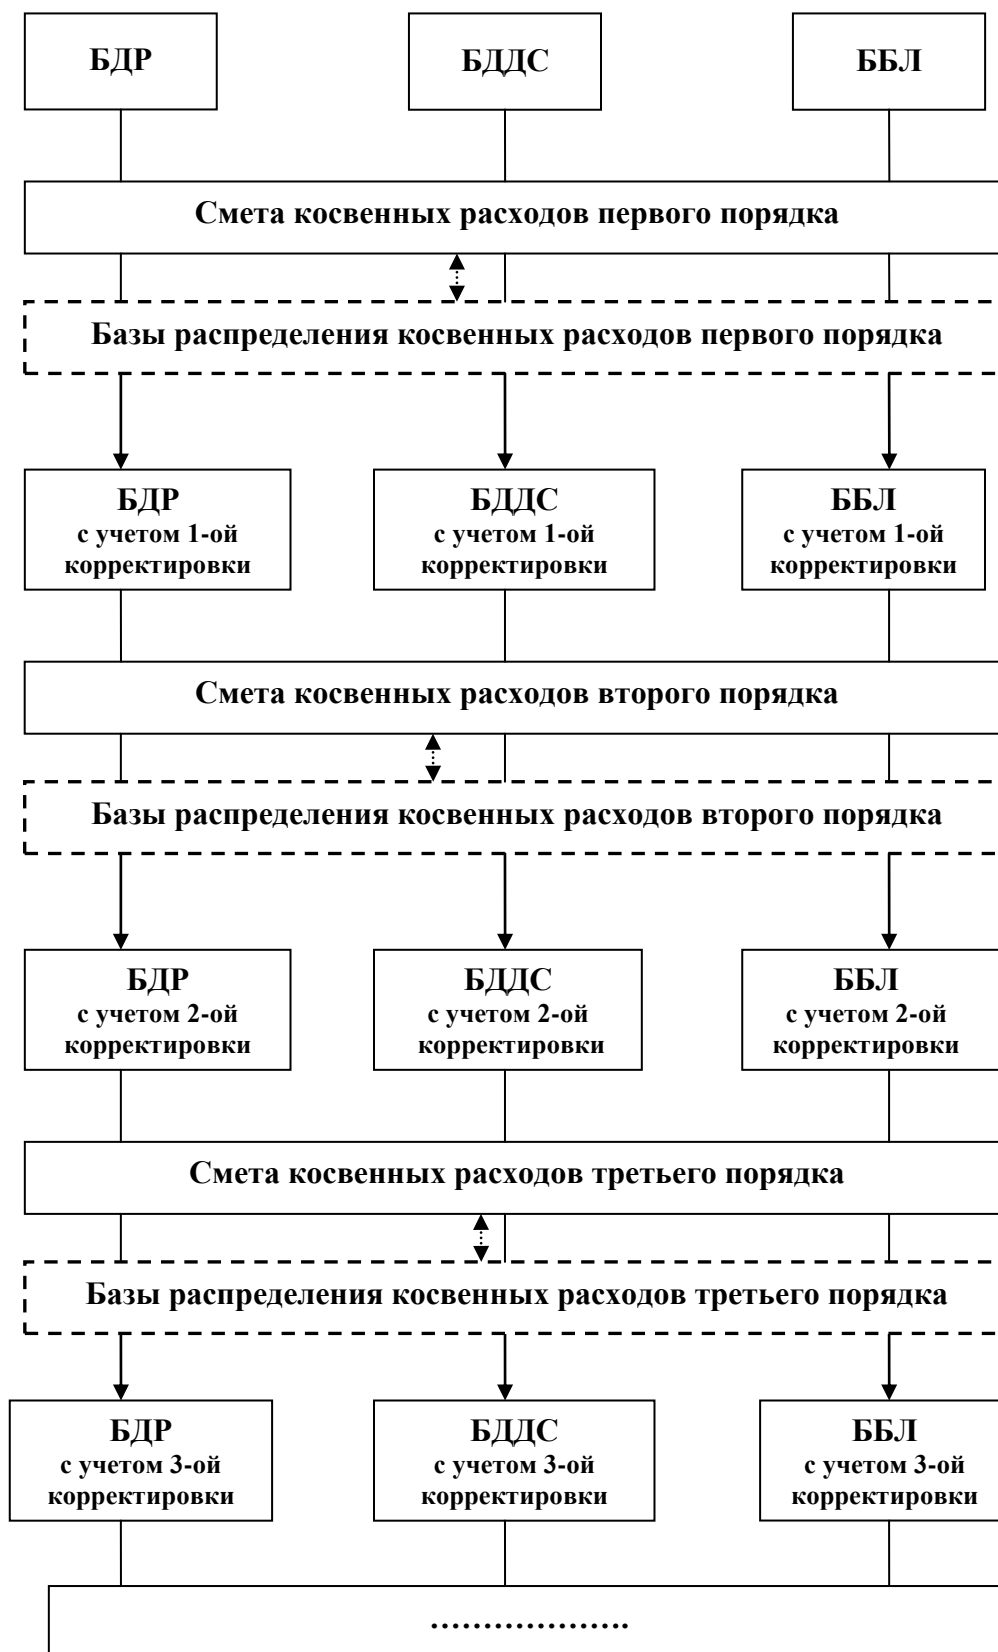 БДР
БДДС
ББЛ
Смета косвенных расходов первого порядка
Базы распределения косвенных расходов первого порядка
БДР
с учетом 1-ой
корректировки
БДДС
с учетом 1-ой
корректировки
ББЛ
с учетом 1-ой
корректировки
Смета косвенных расходов второго порядка
Базы распределения косвенных расходов второго порядка
БДР
с учетом 2-ой
корректировки
БДДС
с учетом 2-ой
корректировки
ББЛ
с учетом 2-ой
корректировки
Смета косвенных расходов третьего порядка
Базы распределения косвенных расходов третьего порядка
БДР
с учетом 3-ой
корректировки
БДДС
с учетом 3-ой
корректировки
ББЛ
с учетом 3-ой
корректировки
………………….